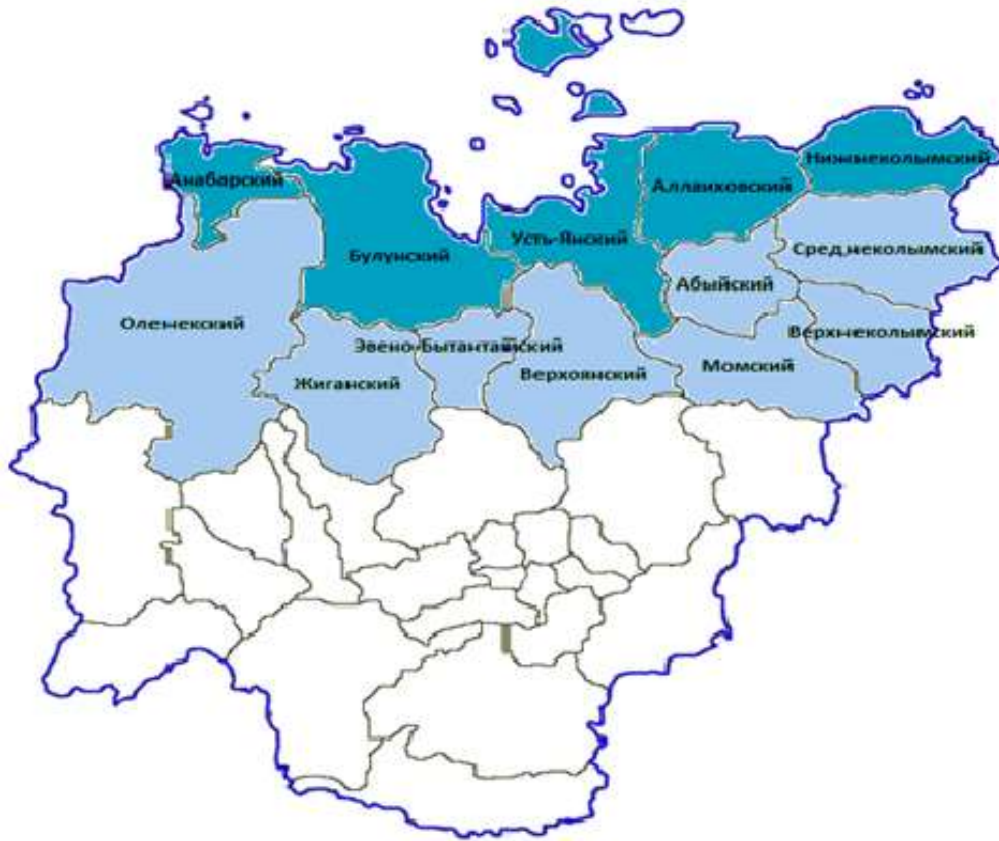 Нижнеколымский
Анабарский
Аллаиховский
Усть-Янский
Булунский
Среднеколымский
Абыйский
Оленекский
Верхнеколымский
Эвено-Бытантайский
Момский
Жиганский
Верхоянский